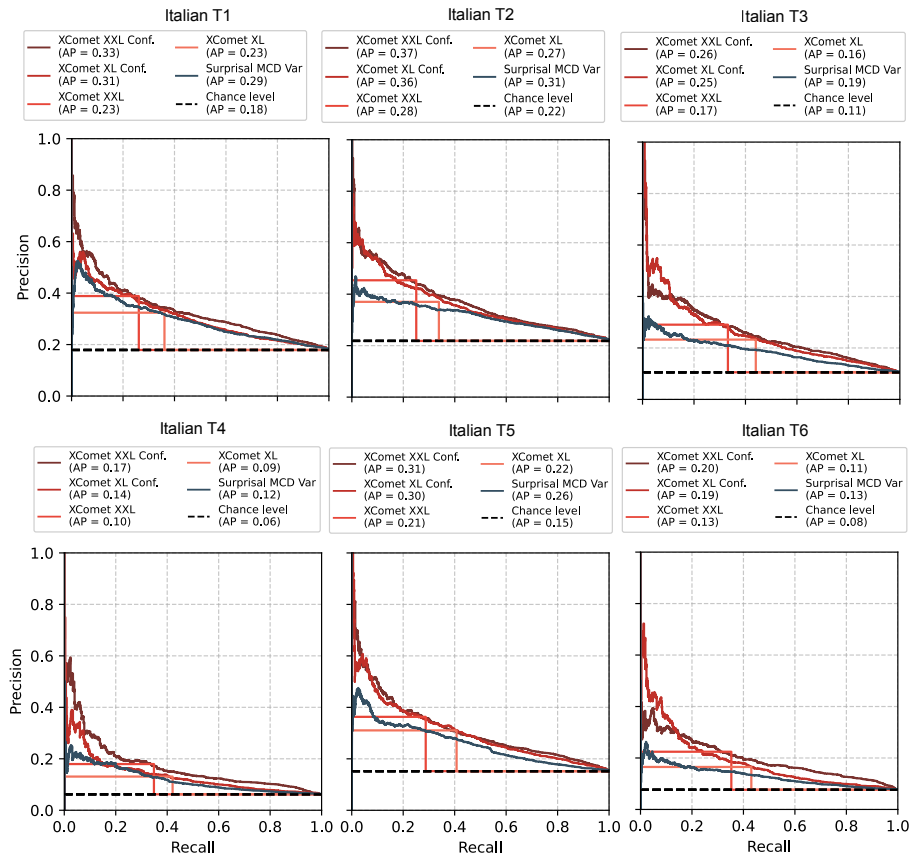 Italian T1
XComet XXL Conf.
(AP = 0.33)
XComet XL Conf.
(AP = 0.31)
XComet XXL
(AP = 0.23)
XComet XL
(AP = 0.23)
Surprisal MCD Var
(AP = 0.29)
Chance level
(AP = 0.18)
Italian T2
XComet XXL Conf.
(AP = 0.37)
XComet XL Conf.
(AP = 0.36)
XComet XXL
(AP = 0.28)
XComet XL
(AP = 0.27)
Surprisal MCD Var
(AP = 0.31)
Chance level
(AP = 0.22)
Italian T3
XComet XXL Conf.
(AP = 0.26)
XComet XL Conf.
(AP = 0.25)
XComet XXL
(AP = 0.17)
XComet XL
(AP = 0.16)
Surprisal MCD Var
(AP = 0.19)
Chance level
(AP = 0.11)
Precision
1.0
0.8
0.6
0.4
0.2
0.0
Italian T4
XComet XXL Conf.
(AP = 0.17)
XComet XL Conf.
(AP = 0.14)
XComet XXL
(AP = 0.10)
XComet XL
(AP = 0.09)
Surprisal MCD Var
(AP = 0.12)
Chance level
(AP = 0.06)
Italian T5
XComet XXL Conf.
(AP = 0.31)
XComet XL Conf.
(AP = 0.30)
XComet XXL
(AP = 0.21)
XComet XL
(AP = 0.22)
Surprisal MCD Var
(AP = 0.26)
Chance level
(AP = 0.15)
Italian T6
XComet XXL Conf.
(AP = 0.20)
XComet XL Conf.
(AP = 0.19)
XComet XXL
(AP = 0.13)
XComet XL
(AP = 0.11)
Surprisal MCD Var
(AP = 0.13)
Chance level
(AP = 0.08)
Precision
1.0
0.8
0.6
0.4
0.2
0.0
0.0 0.2 0.4 0.6 0.8 1.0
Recall
0.0 0.2 0.4 0.6 0.8 1.0
Recall
0.0 0.2 0.4 0.6 0.8 1.0
Recall